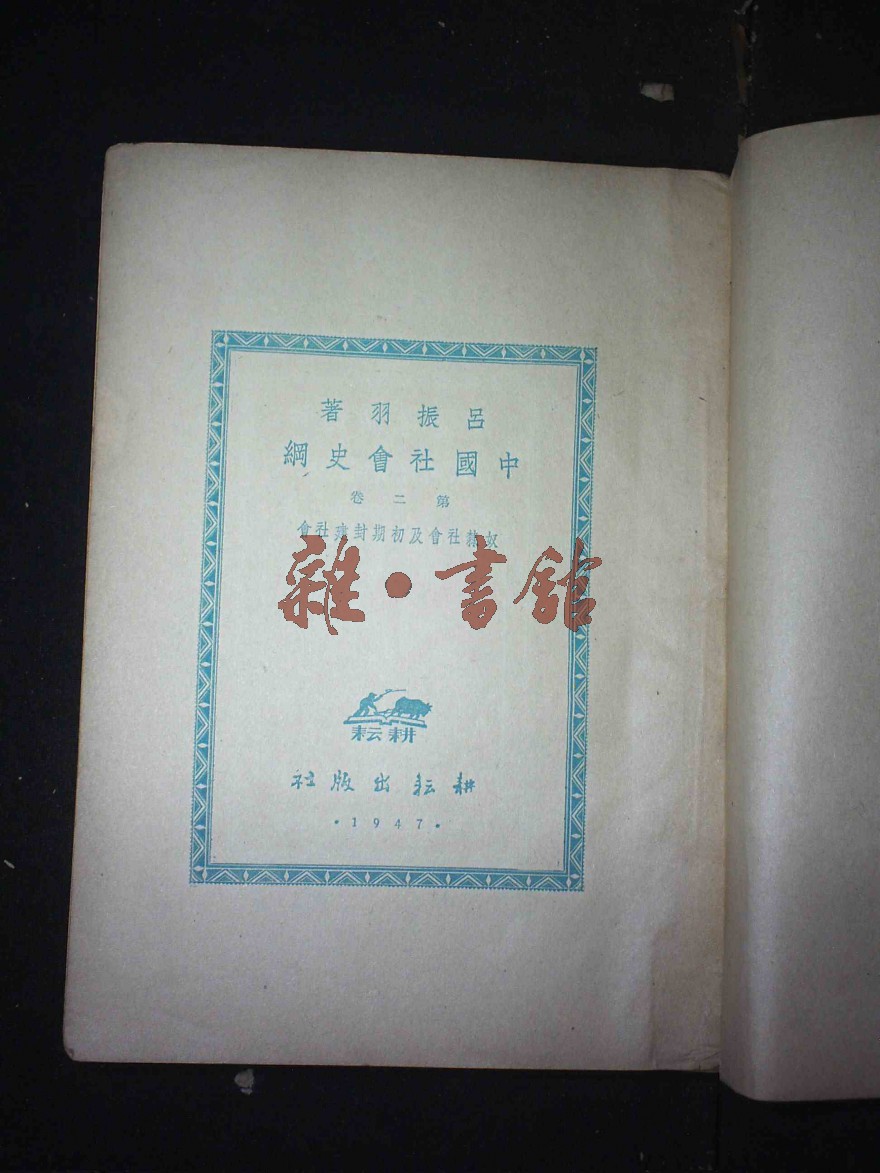 呂振羽著
中國社會史綱
第二卷
奴隸社會及初期封建社會
雜·書館
耕耘
耕耘出版社
·1947·